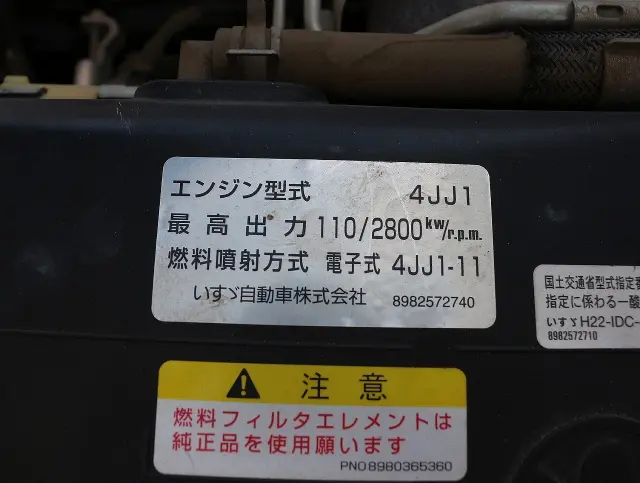 エンジン型式 4JJ1
最高出力 110/2800kw/r.p.m.
燃料噴射方式 電子式 4JJ1-11
いすゞ自動車株式会社 8982572740
国土交通省型式指定
指定に係わる一酸
いすゞH22-IDC-
8982572710
注意
燃料フィルタエレメントは
純正品を使用願います
PNO.8980365360